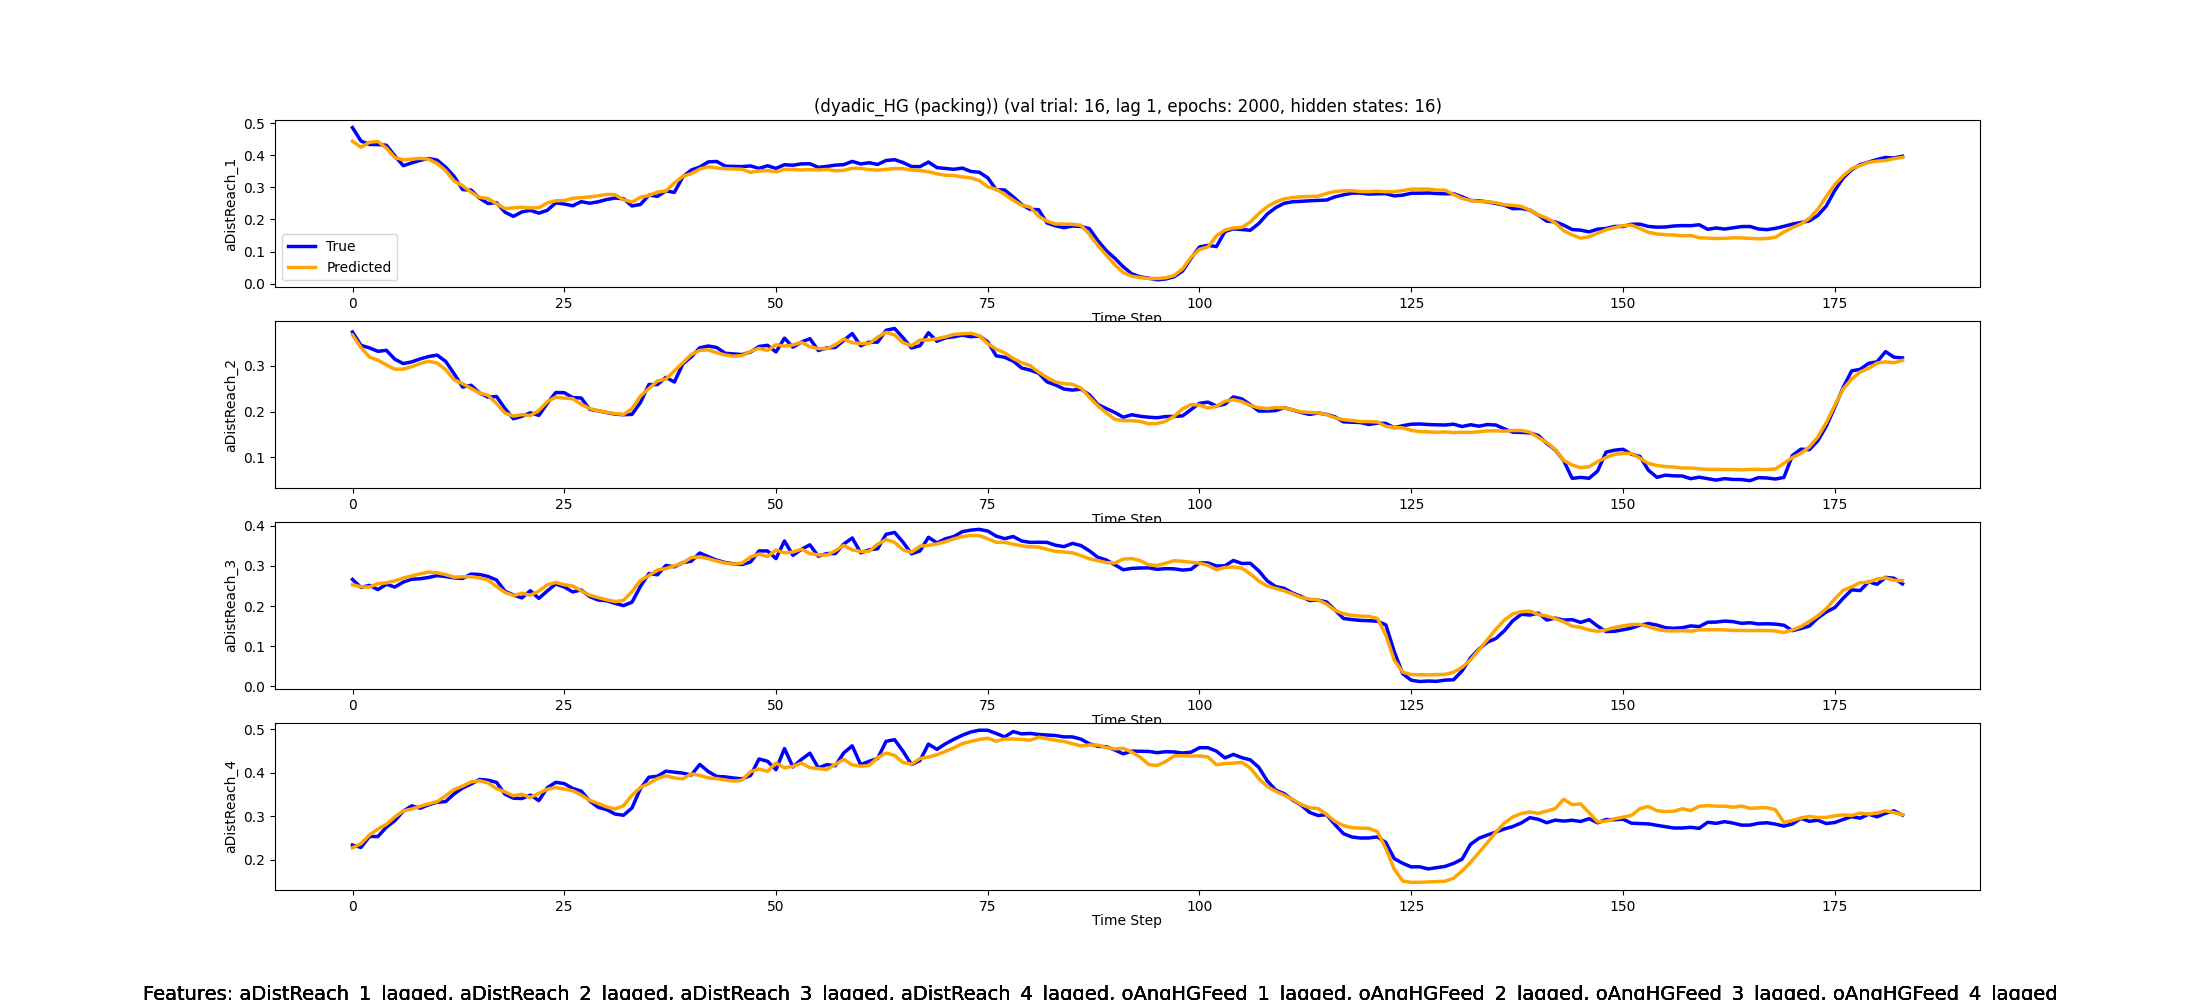 (dyadic_HG (packing)) (val trial: 16, lag 1, epochs: 2000, hidden states: 16)
aDistReach_1
0.5
0.4
0.3
0.2
0.1
0.0
True
Predicted
0 25 50 75 100 125 150 175
Time Step
aDistReach_2
0.3
0.2
0.1
0 25 50 75 100 125 150 175
Time Step
aDistReach_3
0.4
0.3
0.2
0.1
0.0
0 25 50 75 100 125 150 175
Time Step
aDistReach_4
0.5
0.4
0.3
0.2
0 25 50 75 100 125 150 175
Time Step
Features: aDistReach_1_lagged, aDistReach_2_lagged, aDistReach_3_lagged, aDistReach_4_lagged, oAngHGFeed_1_lagged, oAngHGFeed_2_lagged, oAngHGFeed_3_lagged, oAngHGFeed_4_lagged